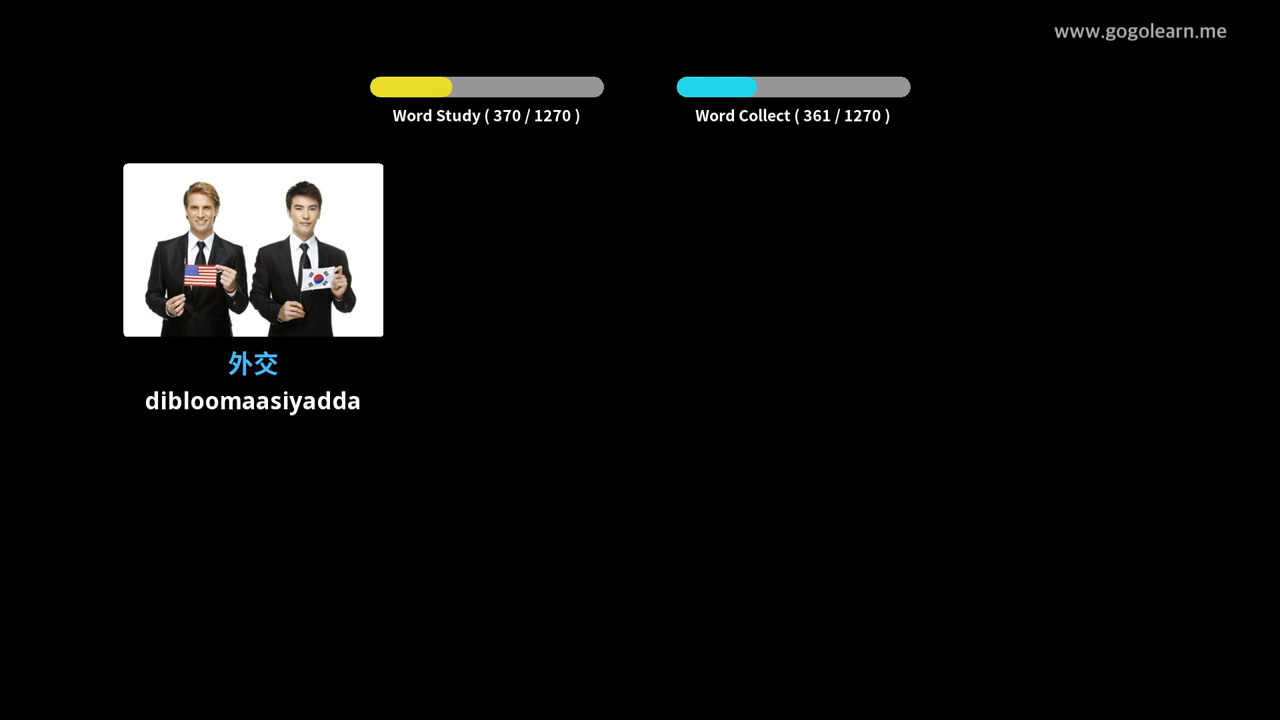 www.gogolearn.me
Word Study ( 370 / 1270 )
Word Collect ( 361 / 1270 )
外交
dibloomaasiyadda